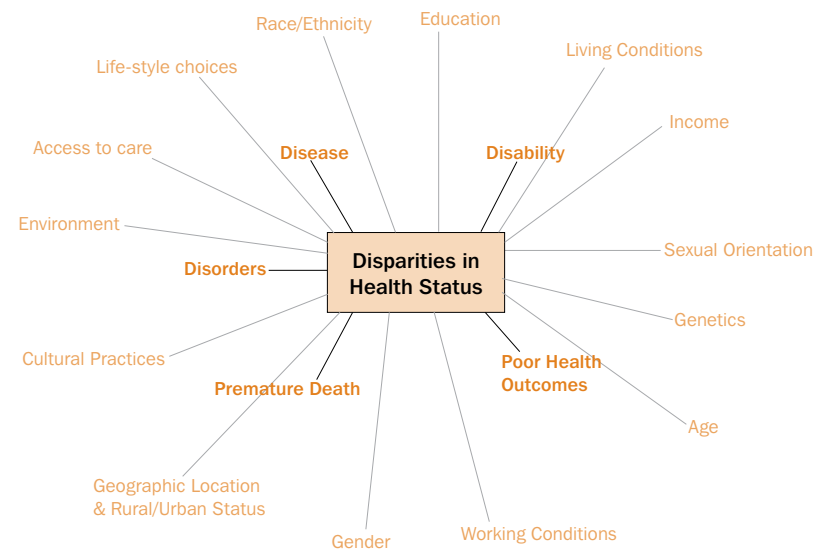 Race/Ethnicity
Education
Living Conditions
Life-style choices
Income
Access to care
Disease
Disability
Environment
Sexual Orientation
Disorders
Disparities in
Health Status
Genetics
Cultural Practices
Premature Death
Poor Health
Outcomes
Age
Geographic Location
& Rural/Urban Status
Gender
Working Conditions